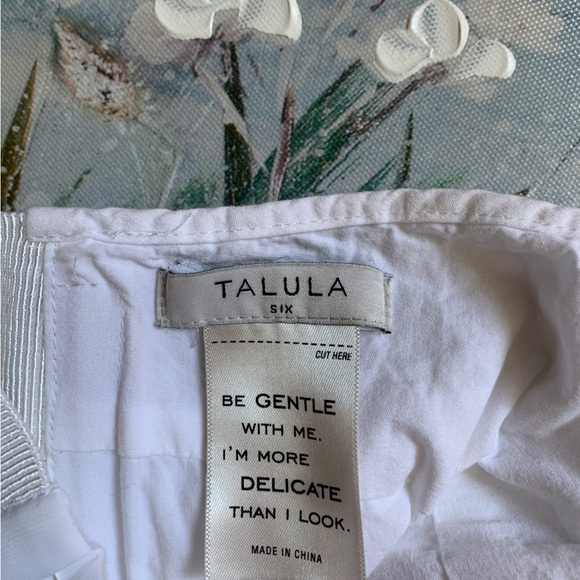 TALULA
SIX
CUT HERE
BE GENTLE
WITH ME.
I'M MORE
DELICATE
THAN I LOOK.
MADE IN CHINA